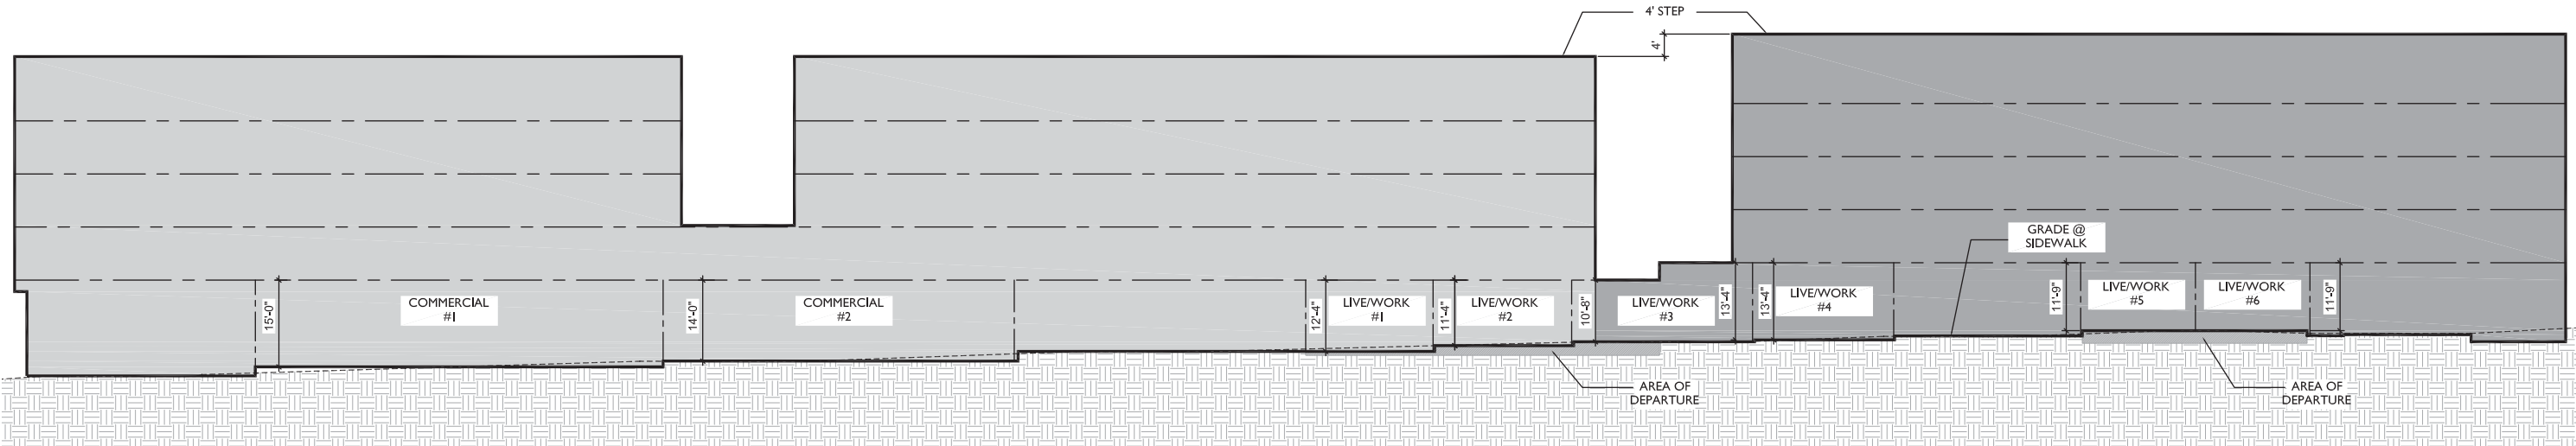 4' STEP
4'
GRADE @
SIDEWALK
15'-0"
COMMERCIAL
#1
14'-0"
COMMERCIAL
#2
12'-4"
LIVE/WORK
#1
11'-4"
LIVE/WORK
#2
10'-8"
LIVE/WORK
#3
13'-4"
13'-4"
LIVE/WORK
#4
11'-9"
LIVE/WORK
#5
LIVE/WORK
#6
11'-9"
AREA OF
DEPARTURE
AREA OF
DEPARTURE